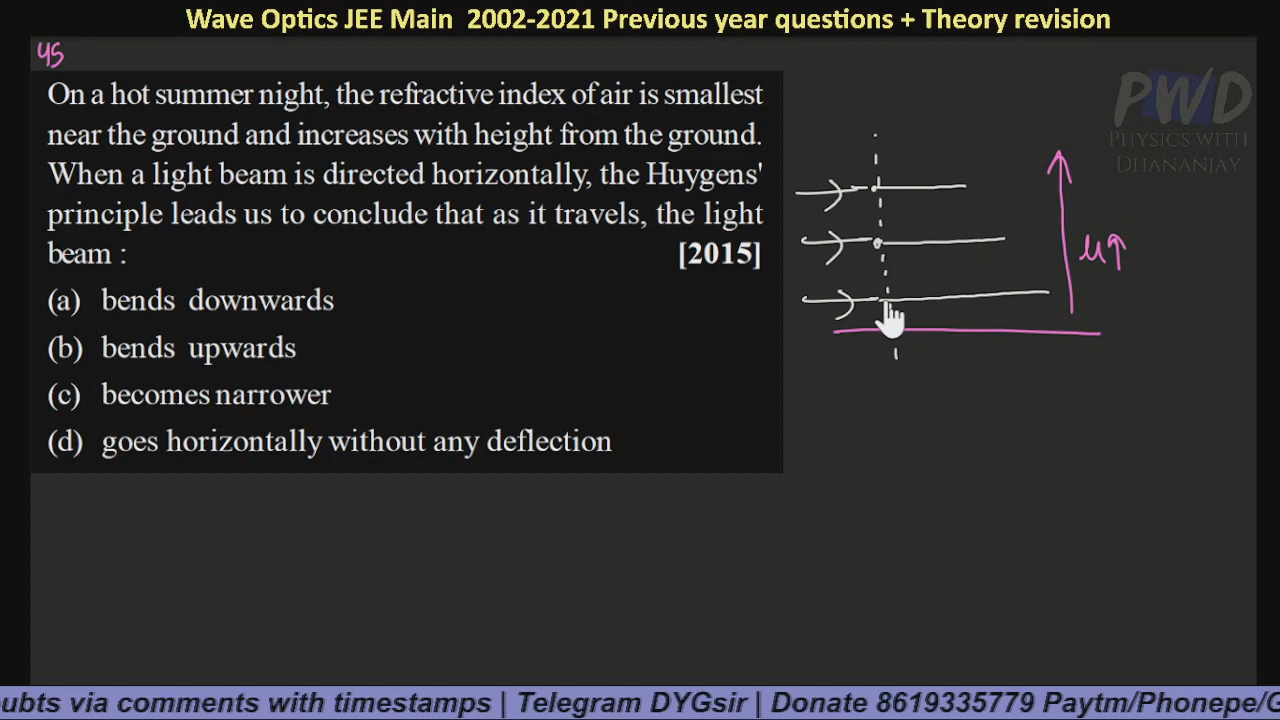 Wave Optics JEE Main 2002-2021 Previous year questions + Theory revision
45
On a hot summer night, the refractive index of air is smallest
near the ground and increases with height from the ground.
When a light beam is directed horizontally, the Huygens'
principle leads us to conclude that as it travels, the light
beam : [2015]
(a) bends downwards
(b) bends upwards
(c) becomes narrower
(d) goes horizontally without any deflection
PWD
PHYSICS WITH
DHANANJAY
μ↑
ubts via comments with timestamps | Telegram DYGsir | Donate 8619335779 Paytm/Phonepe/G